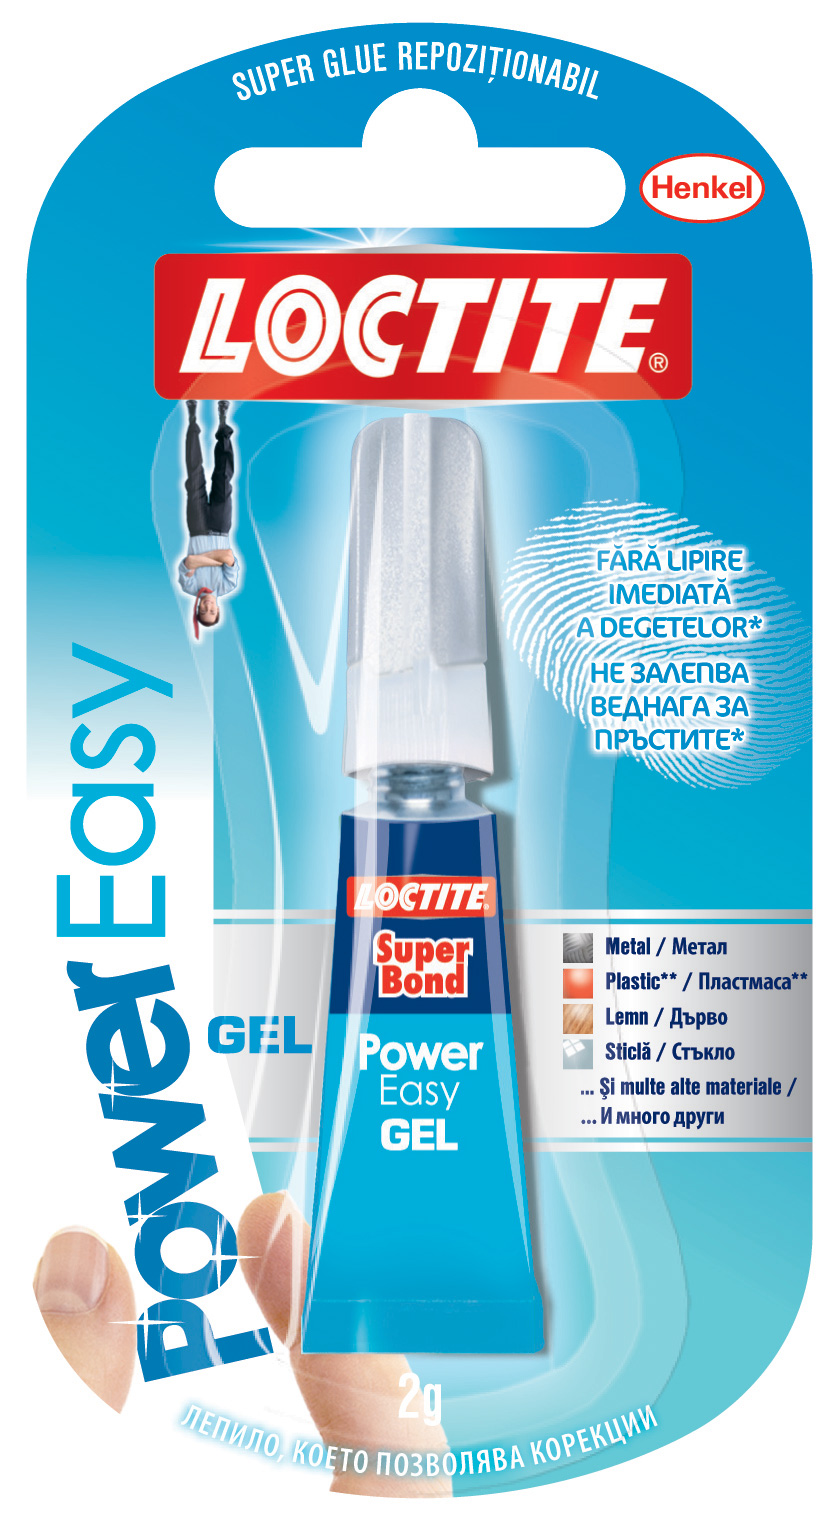 SUPER GLUE REPOZIȚIONABIL
Henkel
LOCTITE®
FĂRĂ LIPIRE
IMEDIATĂ
A DEGETELOR*
НЕ ЗАЛЕПВА
ВЕДНАГА ЗА
ПРЪСТИТЕ*
Power Easy
GEL
LOCTITE®
Super
Bond
Power
Easy
GEL
Metal / Метал
Plastic** / Пластмаса**
Lemn / Дърво
Sticlă / Стъкло
... Şi multe alte materiale /
... И много други
2g
ЛЕПИЛО, КОЕТО ПОЗВОЛЯВА КОРЕКЦИИ